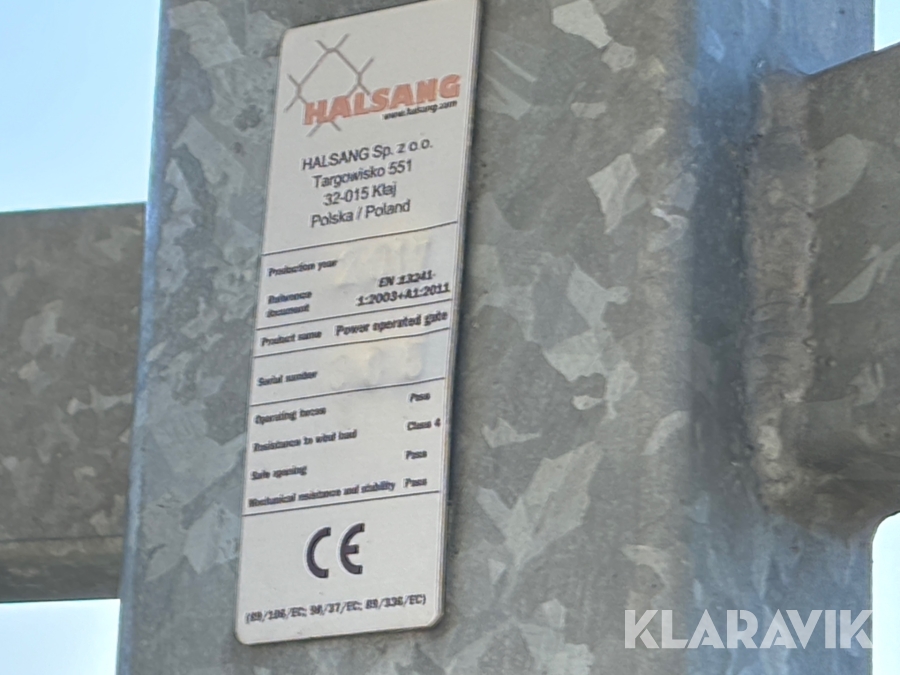 HALSANG
www.halsang.com
HALSANG Sp. z o.o.
Targowisko 551
32-015 Kłaj
Polska / Poland
Production year
Reference document
EN 13241-
1:2003+A1:2011
Product name Power operated gate
Serial number
Operating forces Pass
Resistance to wind load Class 4
Safe opening Pass
Mechanical resistance and stability Pass
CE
(89/106/EC; 98/37/EC; 89/336/EC)
KLARAVIK